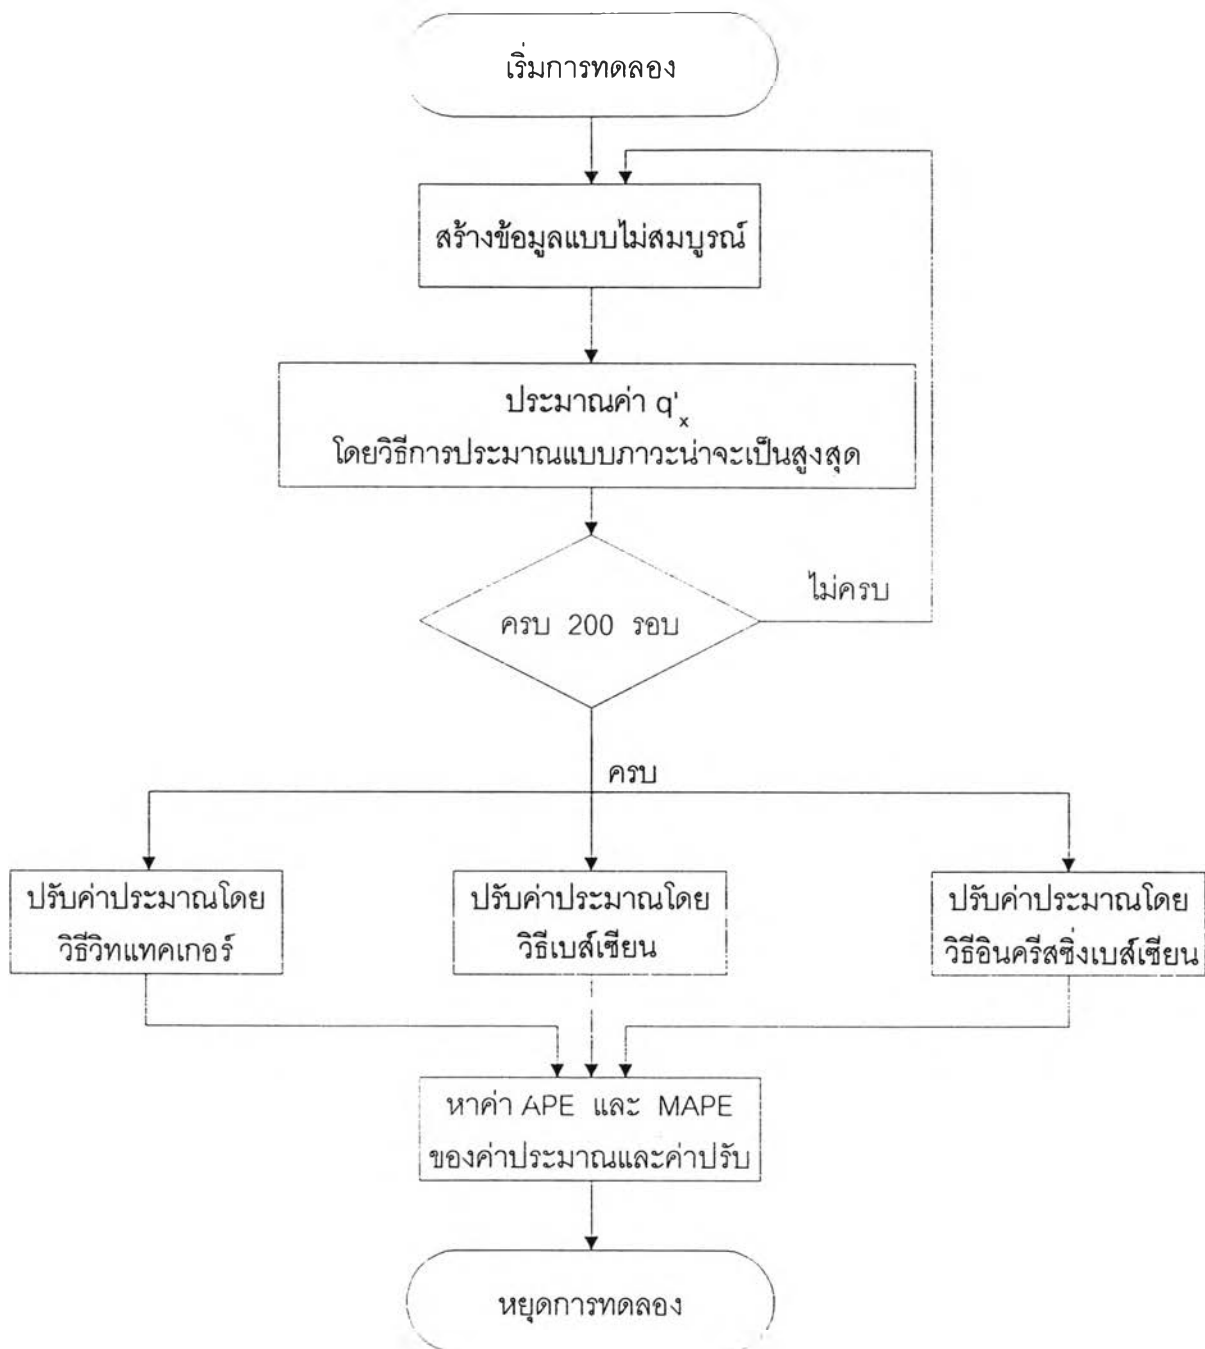 เริ่มการทดลอง
สร้างข้อมูลแบบไม่สมบูรณ์
ประมาณค่า q'x
โดยวิธีการประมาณแบบภาวะน่าจะเป็นสูงสุด
ไม่ครบ
ครบ 200 รอบ
ครบ
ปรับค่าประมาณโดย
วิธีวิทแทคเกอร์
ปรับค่าประมาณโดย
วิธีเบส์เซียน
ปรับค่าประมาณโดย
วิธีอินครีสซิ่งเบส์เซียน
หาค่า APE และ MAPE
ของค่าประมาณและค่าปรับ
หยุดการทดลอง